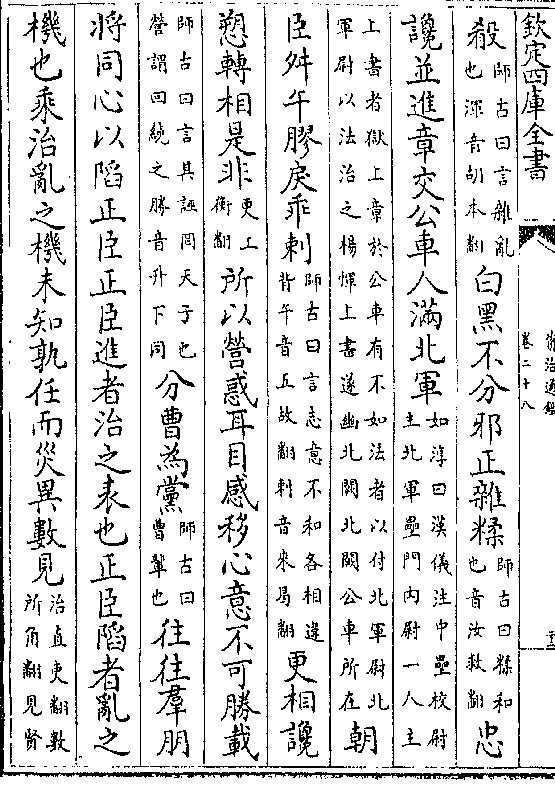 欽定四庫全書
資治通鑑
卷二十八
殽師古曰言雜亂也渾音胡本翻白黑不分邪正雜糅師古曰糅和也音汝救翻忠
讒並進章交公車人滿北軍如淳曰漢儀注中壘校尉主北軍壘門内尉一人主
上書者獄上章於公車有不如法者以付北軍尉北軍尉以法治之楊惲上書遂幽北闕北闕公車所在朝
臣舛午膠戾乖剌師古曰言志意不和各相違背午音五故翻剌音來曷翻更相讒
愬轉相是非更工衡翻所以營惑耳目感移心意不可勝載
師古曰言其誣罔天子也營謂回繞之勝音升下同分曹為黨師古曰曹輩也往往羣朋
將同心以陷正臣正臣進者治之表也正臣陷者亂之
機也乘治亂之機未知孰任而災異數見治直吏翻數所角翻見賢